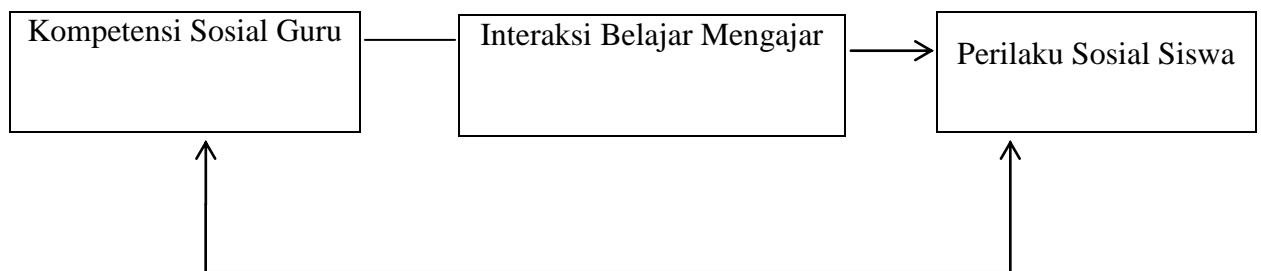 Kompetensi Sosial Guru
Interaksi Belajar Mengajar
Perilaku Sosial Siswa